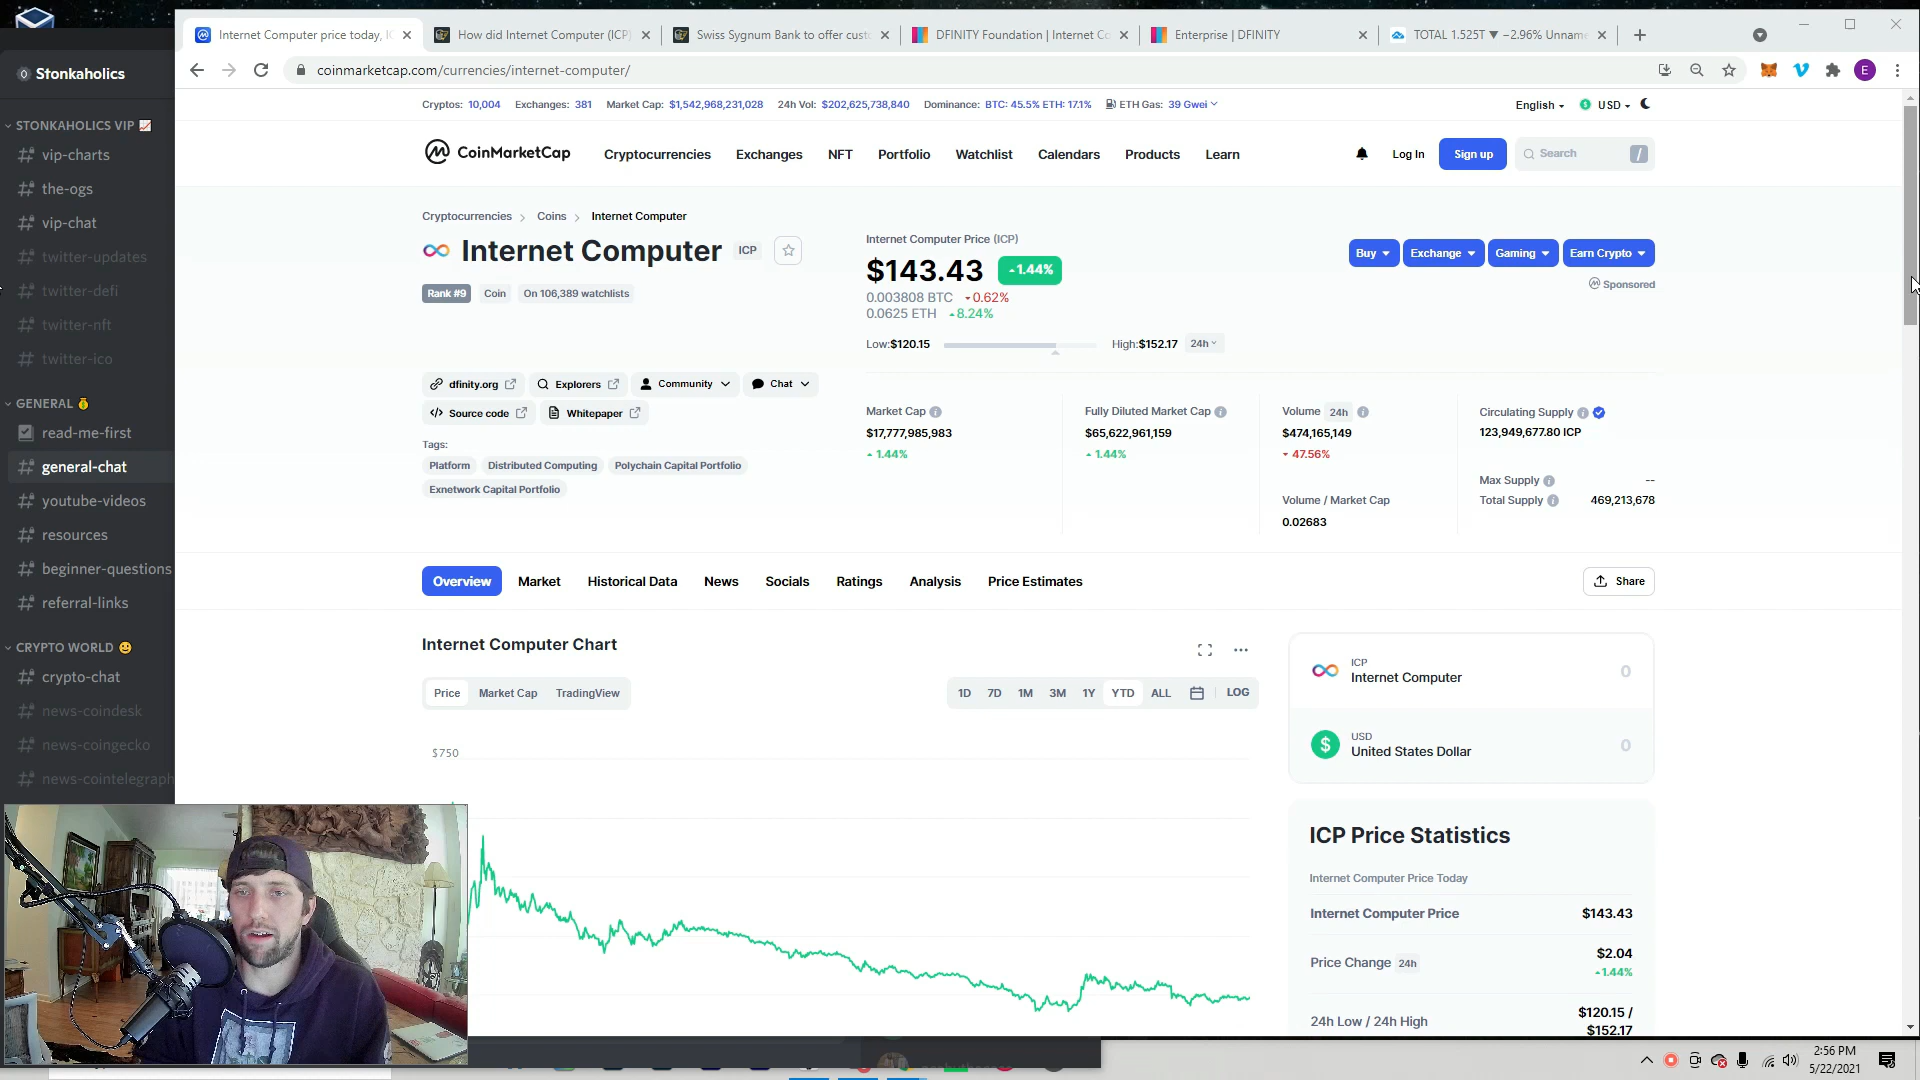 Internet Computer price today, IC
How did Internet Computer (ICP
Swiss Sygnum Bank to offer custo
DFINITY Foundation | Internet Co
Enterprise | DFINITY
TOTAL 1.525T ▼ −2.96% Unnam
coinmarketcap.com/currencies/internet-computer/
E
Stonkaholics
STONKAHOLICS VIP
vip-charts
the-ogs
vip-chat
twitter-updates
twitter-defi
twitter-nft
twitter-ico
GENERAL
read-me-first
general-chat
youtube-videos
resources
beginner-questions
referral-links
CRYPTO WORLD
crypto-chat
news-coindesk
news-coingecko
news-cointelegraph
Cryptos: 10,004 Exchanges: 381 Market Cap: $1,542,968,231,028 24h Vol: $202,625,738,840 Dominance: BTC: 45.5% ETH: 17.1% ETH Gas: 39 Gwei
English USD
CoinMarketCap Cryptocurrencies Exchanges NFT Portfolio Watchlist Calendars Products Learn
Log In Sign up Search /
Cryptocurrencies Coins Internet Computer
Internet Computer ICP
Rank #9 Coin On 106,389 watchlists
dfinity.org Explorers Community Chat
Source code Whitepaper
Tags:
Platform Distributed Computing Polychain Capital Portfolio
Exnetwork Capital Portfolio
Internet Computer Price (ICP)
$143.43 1.44%
0.003808 BTC 0.62%
0.0625 ETH 8.24%
Low:$120.15 High:$152.17 24h
Buy Exchange Gaming Earn Crypto
Sponsored
Market Cap
$17,777,985,983
1.44%
Fully Diluted Market Cap
$65,622,961,159
1.44%
Volume 24h
$474,165,149
47.56%
Volume / Market Cap
0.02683
Circulating Supply
123,949,677.80 ICP
Max Supply --
Total Supply 469,213,678
Overview Market Historical Data News Socials Ratings Analysis Price Estimates Share
Internet Computer Chart
Price Market Cap TradingView
1D 7D 1M 3M 1Y YTD ALL LOG
$750
ICP
Internet Computer 0
USD
United States Dollar 0
ICP Price Statistics
Internet Computer Price Today
Internet Computer Price $143.43
Price Change 24h $2.04
1.44%
24h Low / 24h High $120.15 /
$152.17
2:56 PM
5/22/2021